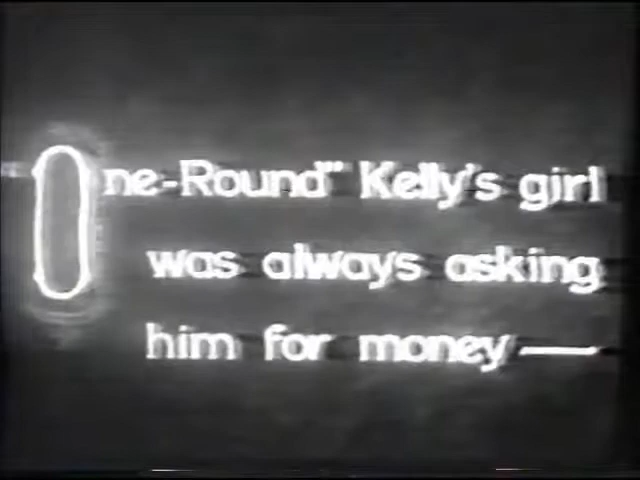 "One-Round" Kelly's girl
was always asking
him for money —